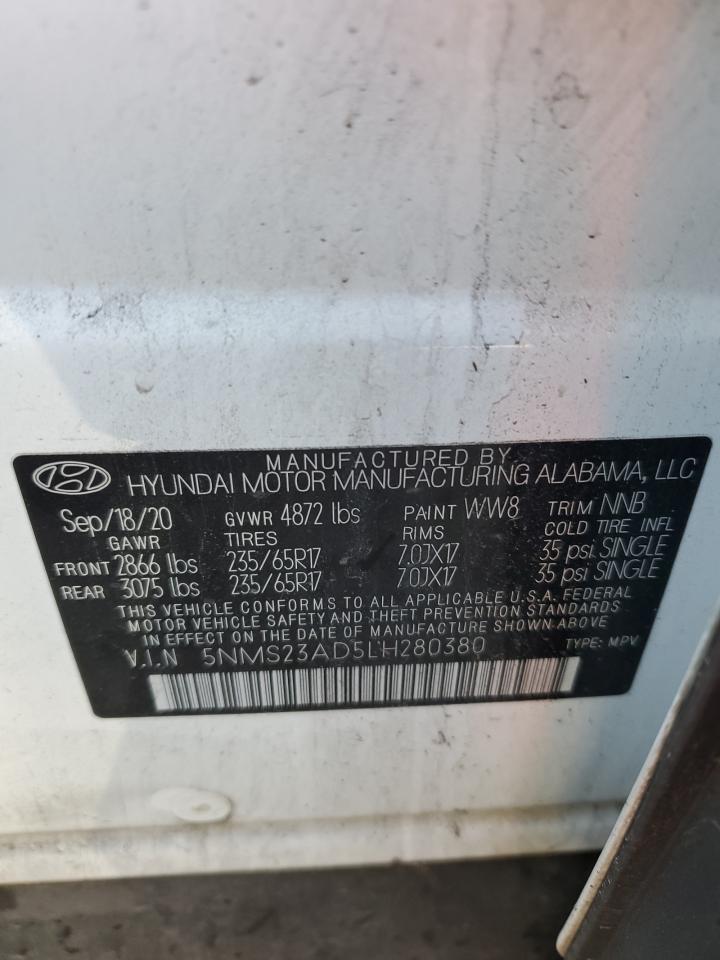 MANUFACTURED BY
HYUNDAI MOTOR MANUFACTURING ALABAMA, LLC
Sep/18/20 GVWR 4872 lbs PAINT WW8 TRIM NNB
GAWR TIRES RIMS COLD TIRE INFL
FRONT 2866 lbs 235/65R17 7.0JX17 35 psi SINGLE
REAR 3075 lbs 235/65R17 7.0JX17 35 psi SINGLE
THIS VEHICLE CONFORMS TO ALL APPLICABLE U.S.A. FEDERAL
MOTOR VEHICLE SAFETY AND THEFT PREVENTION STANDARDS
IN EFFECT ON THE DATE OF MANUFACTURE SHOWN ABOVE
V.I.N 5NMS23AD5LH280380 TYPE: MPV